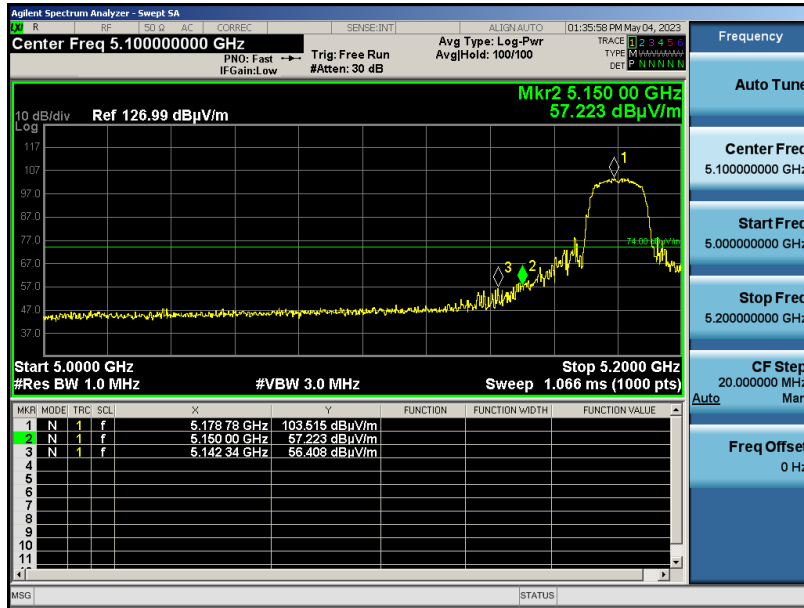 Agilent Spectrum Analyzer - Swept SA
LXI R RF 50 Ω AC CORREC SENSE:INT ALIGN AUTO 01:35:58 PM May 04, 2023
Center Freq 5.100000000 GHz
PNO: Fast
IFGain:Low
Trig: Free Run
#Atten: 30 dB
Avg Type: Log-Pwr
Avg|Hold: 100/100
TRACE 1 2 3 4 5 6
TYPE M
DET P N N N N N
Mkr2 5.150 00 GHz
57.223 dBµV/m
10 dB/div Ref 126.99 dBµV/m
Log
117
107
97.0
87.0
77.0
67.0
57.0
47.0
37.0
1
2
3
74.00 dBµV/m
Start 5.0000 GHz Stop 5.2000 GHz
#Res BW 1.0 MHz #VBW 3.0 MHz Sweep 1.066 ms (1000 pts)
MKR MODE TRC SCL X Y FUNCTION FUNCTION WIDTH FUNCTION VALUE
1 N 1 f 5.178 78 GHz 103.515 dBµV/m
2 N 1 f 5.150 00 GHz 57.223 dBµV/m
3 N 1 f 5.142 34 GHz 56.408 dBµV/m
4
5
6
7
8
9
10
11
MSG STATUS
Frequency
Auto Tune
Center Freq
5.100000000 GHz
Start Freq
5.000000000 GHz
Stop Freq
5.200000000 GHz
CF Step
20.000000 MHz
Auto Man
Freq Offset
0 Hz